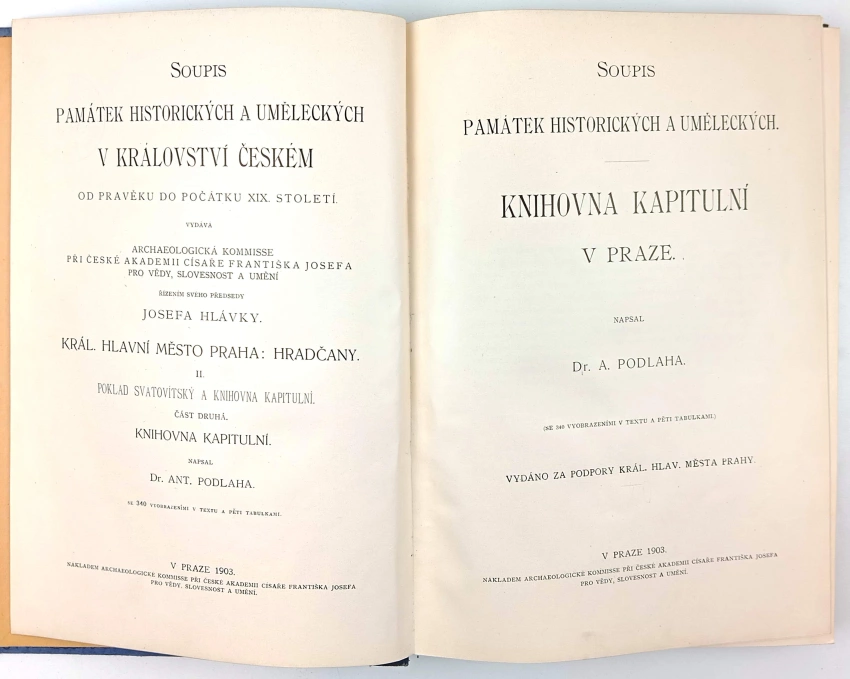 SOUPIS
PAMÁTEK HISTORICKÝCH A UMĚLECKÝCH
V KRÁLOVSTVÍ ČESKÉM
OD PRAVĚKU DO POČÁTKU XIX. STOLETÍ.
VYDÁVÁ
ARCHAEOLOGICKÁ KOMMISSE
PŘI ČESKÉ AKADEMII CÍSAŘE FRANTIŠKA JOSEFA
PRO VĚDY, SLOVESNOST A UMĚNÍ
ŘÍZENÍM SVÉHO PŘEDSEDY
JOSEFA HLÁVKY.
KRÁL. HLAVNÍ MĚSTO PRAHA: HRADČANY.
II.
POKLAD SVATOVÍTSKÝ A KNIHOVNA KAPITULNÍ.
ČÁST DRUHÁ.
KNIHOVNA KAPITULNÍ.
NAPSAL
Dr. ANT. PODLAHA.
SE 340 VYOBRAZENÍMI V TEXTU A PĚTI TABULKAMI.
V PRAZE 1903.
NÁKLADEM ARCHAEOLOGICKÉ KOMMISSE PŘI ČESKÉ AKADEMII CÍSAŘE FRANTIŠKA JOSEFA
PRO VĚDY, SLOVESNOST A UMĚNÍ.
SOUPIS
PAMÁTEK HISTORICKÝCH A UMĚLECKÝCH.
KNIHOVNA KAPITULNÍ
V PRAZE.
NAPSAL
Dr. A. PODLAHA.
(SE 340 VYOBRAZENÍMI V TEXTU A PĚTI TABULKAMI.)
VYDÁNO ZA PODPORY KRÁL. HLAV. MĚSTA PRAHY.
V PRAZE 1903.
NÁKLADEM ARCHAEOLOGICKÉ KOMMISSE PŘI ČESKÉ AKADEMII CÍSAŘE FRANTIŠKA JOSEFA
PRO VĚDY, SLOVESNOST A UMĚNÍ.